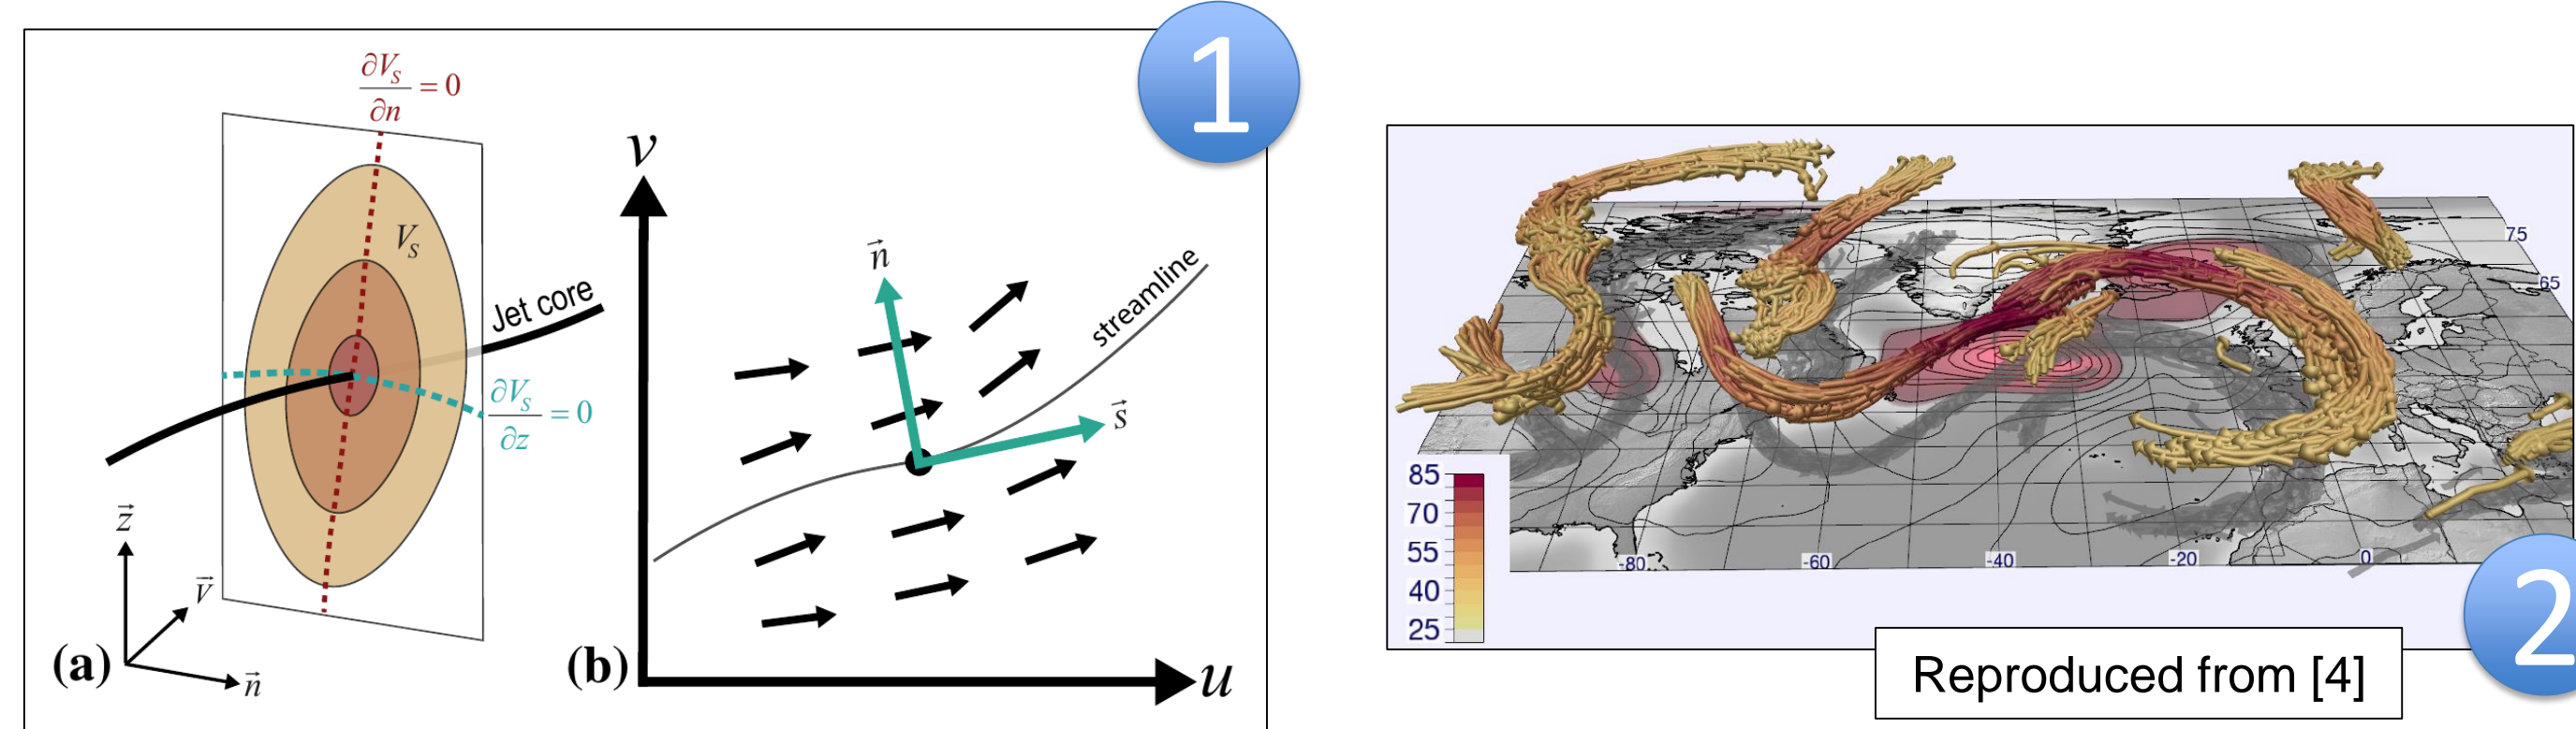 1
∂V_S/∂n = 0
V_S
Jet core
∂V_S/∂z = 0
z⃗
V⃗
n⃗
(a)
v
n⃗
streamline
s⃗
(b)
u
75
65
85
70
55
40
25
-80
-60
-40
-20
0
2
Reproduced from [4]